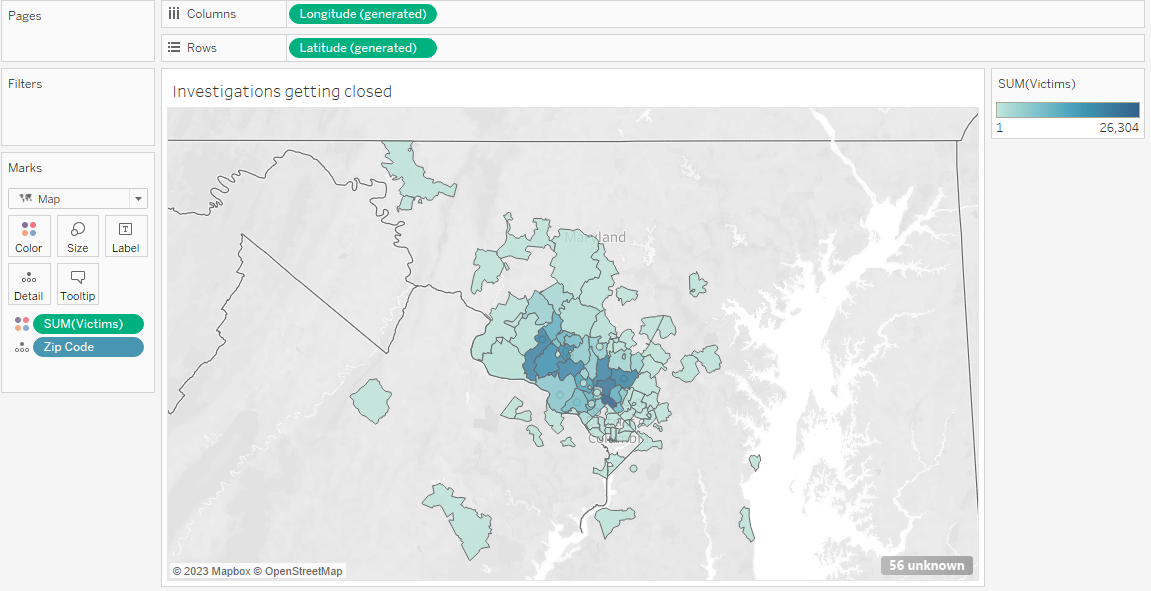 Pages
Columns
Longitude (generated)
Rows
Latitude (generated)
Filters
Marks
Map
Color
Size
T
Label
Detail
Tooltip
SUM(Victims)
Zip Code
Investigations getting closed
Maryland
© 2023 Mapbox © OpenStreetMap
56 unknown
SUM(Victims)
1
26,304